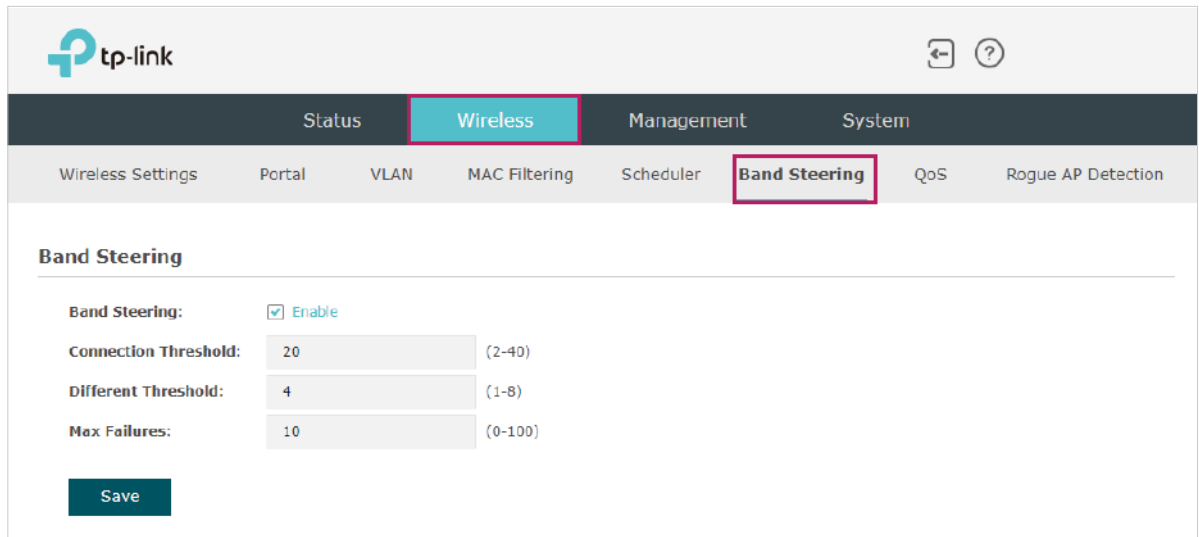 tp-link
Status Wireless Management System
Wireless Settings Portal VLAN MAC Filtering Scheduler Band Steering QoS Rogue AP Detection
Band Steering
Band Steering: Enable
Connection Threshold: 20 (2-40)
Different Threshold: 4 (1-8)
Max Failures: 10 (0-100)
Save